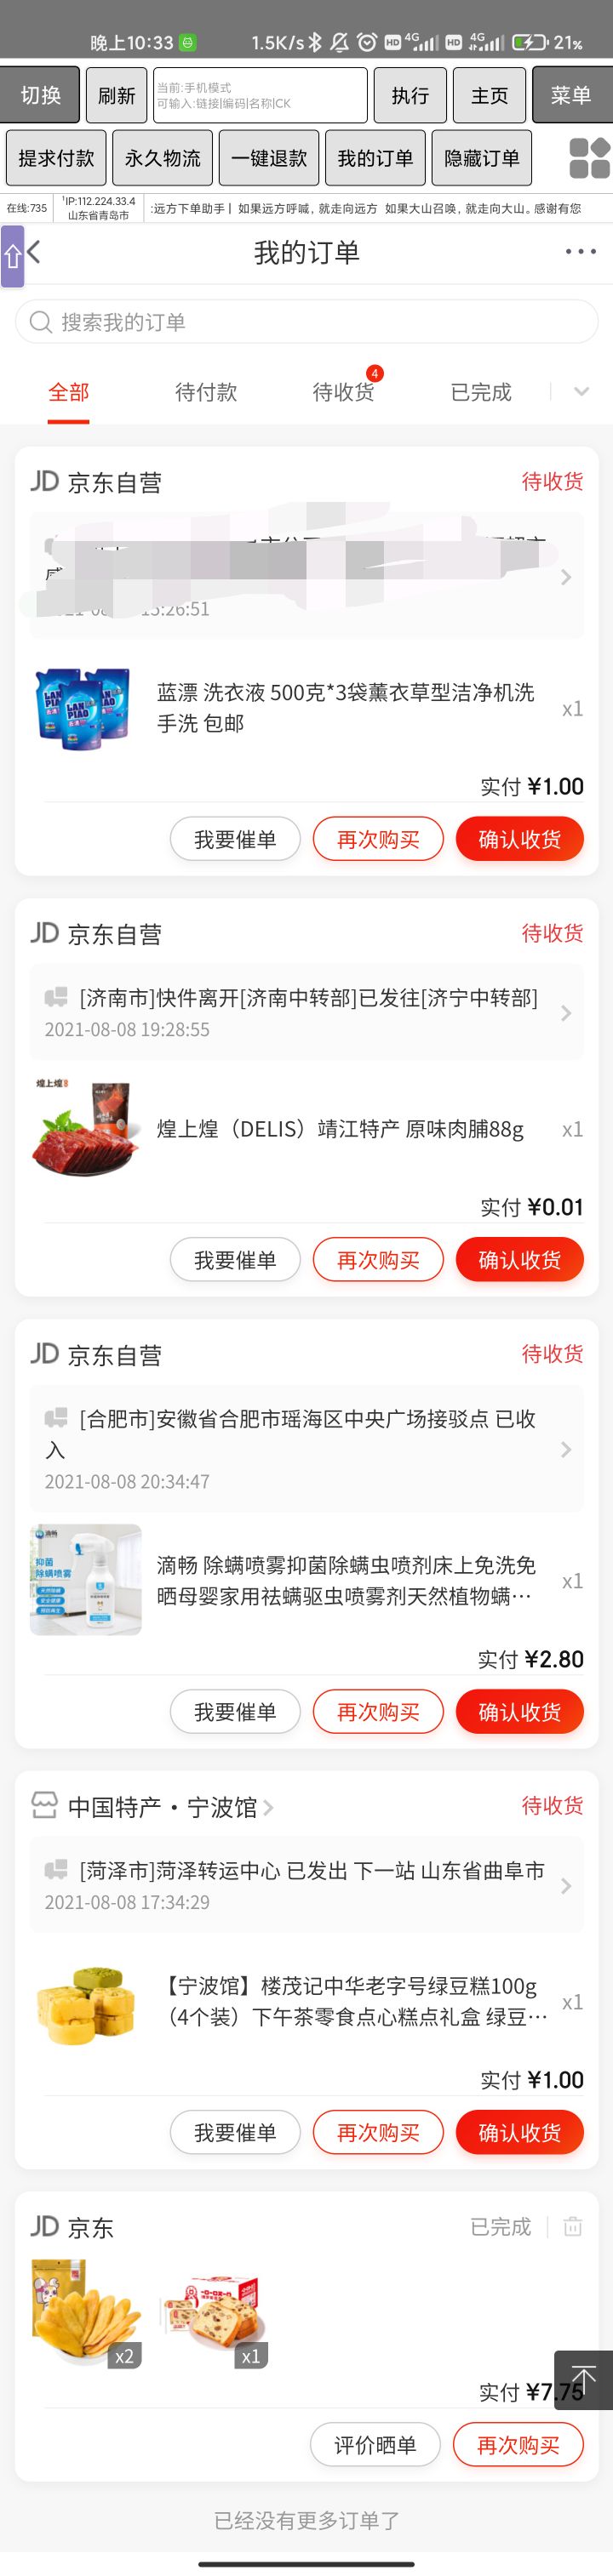 晚上10:33
1.5K/s
HD 4G HD 4G
21%
切换
刷新
当前:手机模式
可输入:链接|编码|名称|CK
执行
主页
菜单
提求付款
永久物流
一键退款
我的订单
隐藏订单
在线:735
IP:112.224.33.4
山东省青岛市
:远方下单助手 | 如果远方呼喊, 就走向远方 如果大山召唤, 就走向大山。感谢有您
我的订单
搜索我的订单
全部
待付款
待收货
4
已完成
JD 京东自营
待收货
15:26:51
LAN PIAO
蓝漂 洗衣液 500克*3袋薰衣草型洁净机洗
手洗 包邮
x1
实付 ¥1.00
我要催单
再次购买
确认收货
JD 京东自营
待收货
[济南市]快件离开[济南中转部]已发往[济宁中转部]
2021-08-08 19:28:55
煌上煌
煌上煌（DELIS）靖江特产 原味肉脯88g
x1
实付 ¥0.01
我要催单
再次购买
确认收货
JD 京东自营
待收货
[合肥市]安徽省合肥市瑶海区中央广场接驳点 已收
入
2021-08-08 20:34:47
滴畅
抑菌
除螨喷雾
滴畅 除螨喷雾抑菌除螨虫喷剂床上免洗免
晒母婴家用祛螨驱虫喷雾剂天然植物螨…
x1
实付 ¥2.80
我要催单
再次购买
确认收货
中国特产·宁波馆
待收货
[菏泽市]菏泽转运中心 已发出 下一站 山东省曲阜市
2021-08-08 17:34:29
【宁波馆】楼茂记中华老字号绿豆糕100g
（4个装）下午茶零食点心糕点礼盒 绿豆…
x1
实付 ¥1.00
我要催单
再次购买
确认收货
JD 京东
已完成
x2
x1
实付 ¥7.75
评价晒单
再次购买
已经没有更多订单了